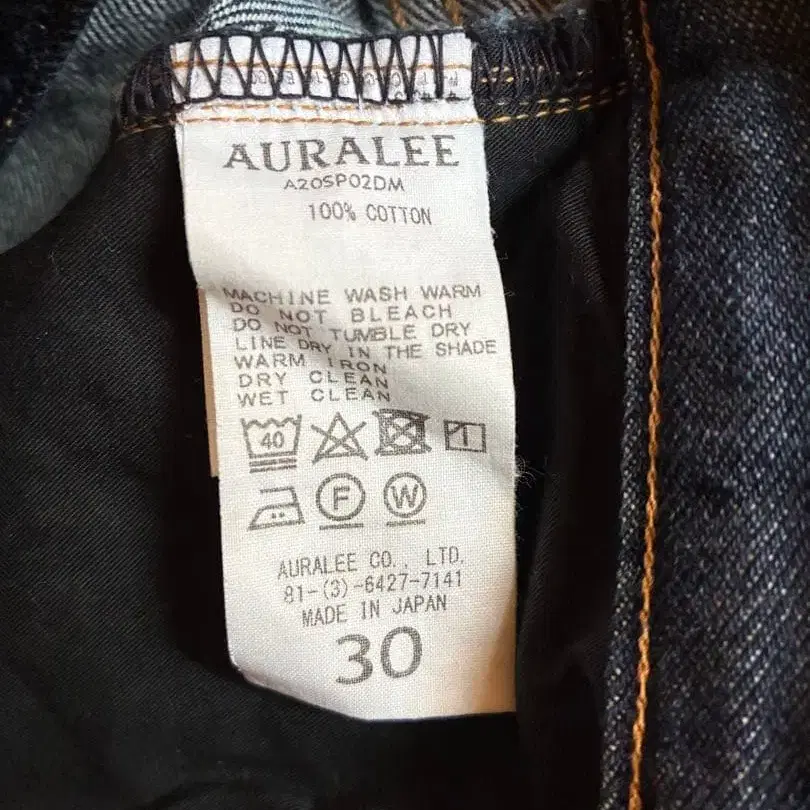 AURALEE
A20SP02DM
100% COTTON
MACHINE WASH WARM
DO NOT BLEACH
DO NOT TUMBLE DRY
LINE DRY IN THE SHADE
WARM IRON
DRY CLEAN
WET CLEAN
40
F W
AURALEE CO., LTD.
81-(3)-6427-7141
MADE IN JAPAN
30